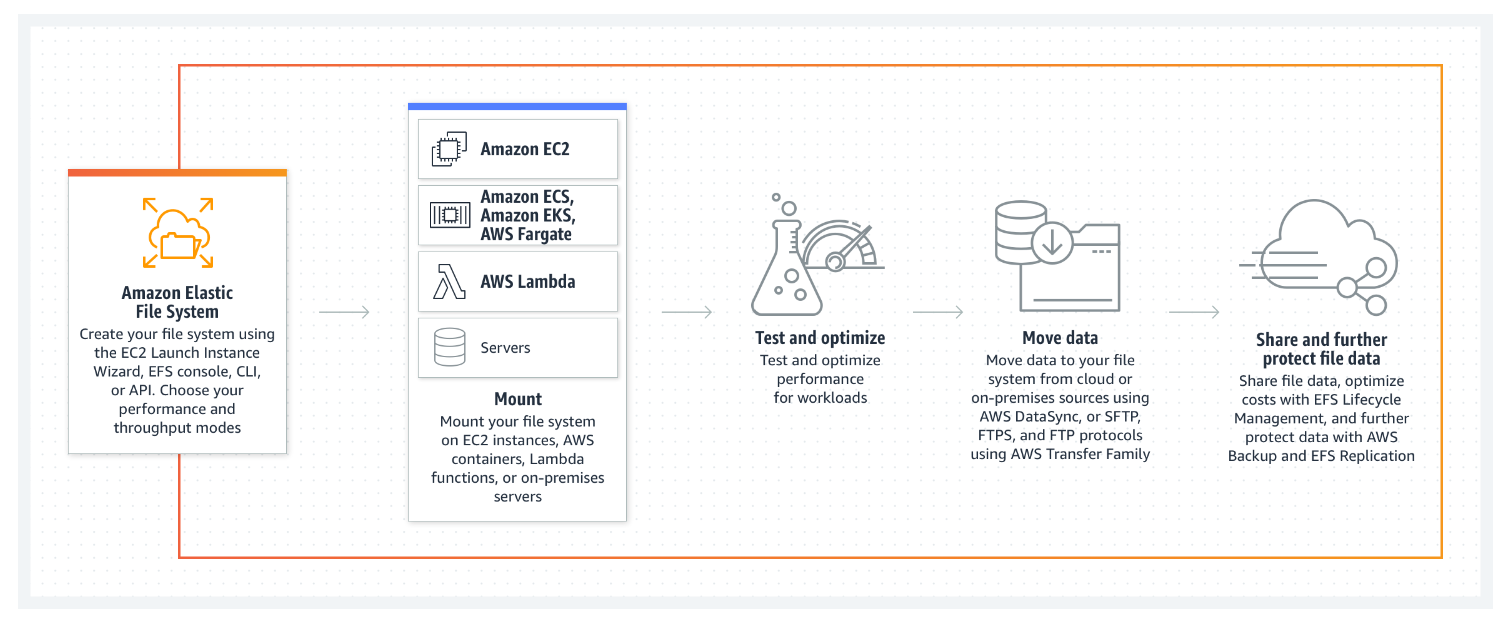 Amazon Elastic
File System
Create your file system using
the EC2 Launch Instance
Wizard, EFS console, CLI,
or API. Choose your
performance and
throughput modes
Amazon EC2
Amazon ECS,
Amazon EKS,
AWS Fargate
AWS Lambda
Servers
Mount
Mount your file system
on EC2 instances, AWS
containers, Lambda
functions, or on-premises
servers
Test and optimize
Test and optimize
performance
for workloads
Move data
Move data to your file
system from cloud or
on-premises sources using
AWS DataSync, or SFTP,
FTPS, and FTP protocols
using AWS Transfer Family
Share and further
protect file data
Share file data, optimize
costs with EFS Lifecycle
Management, and further
protect data with AWS
Backup and EFS Replication